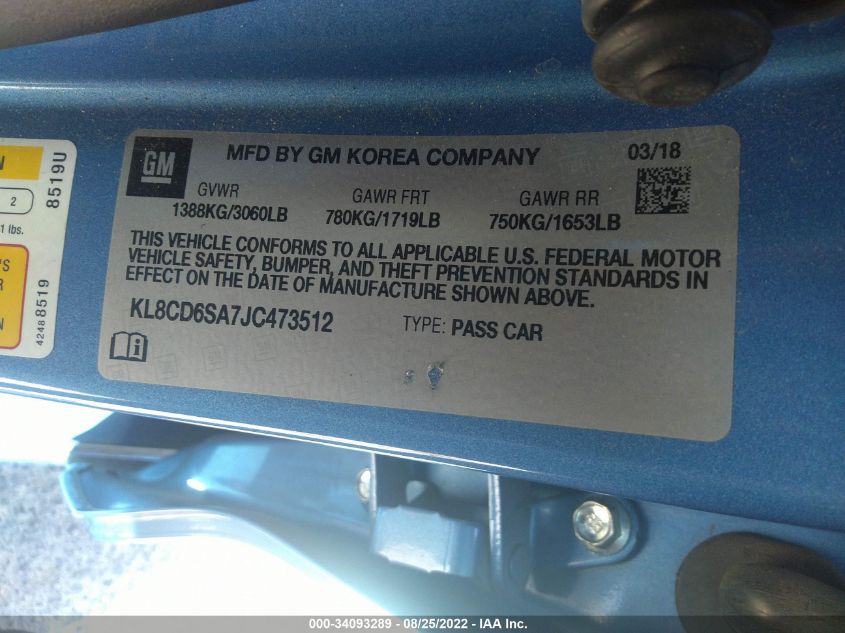 GM
MFD BY GM KOREA COMPANY
03/18
GVWR
GAWR FRT
GAWR RR
1388KG/3060LB
780KG/1719LB
750KG/1653LB
THIS VEHICLE CONFORMS TO ALL APPLICABLE U.S. FEDERAL MOTOR
VEHICLE SAFETY, BUMPER, AND THEFT PREVENTION STANDARDS IN
EFFECT ON THE DATE OF MANUFACTURE SHOWN ABOVE.
KL8CD6SA7JC473512
TYPE: PASS CAR
N
2
1 lbs.
'S
R
N
8519U
42488519
000-34093289 - 08/25/2022 - IAA Inc.